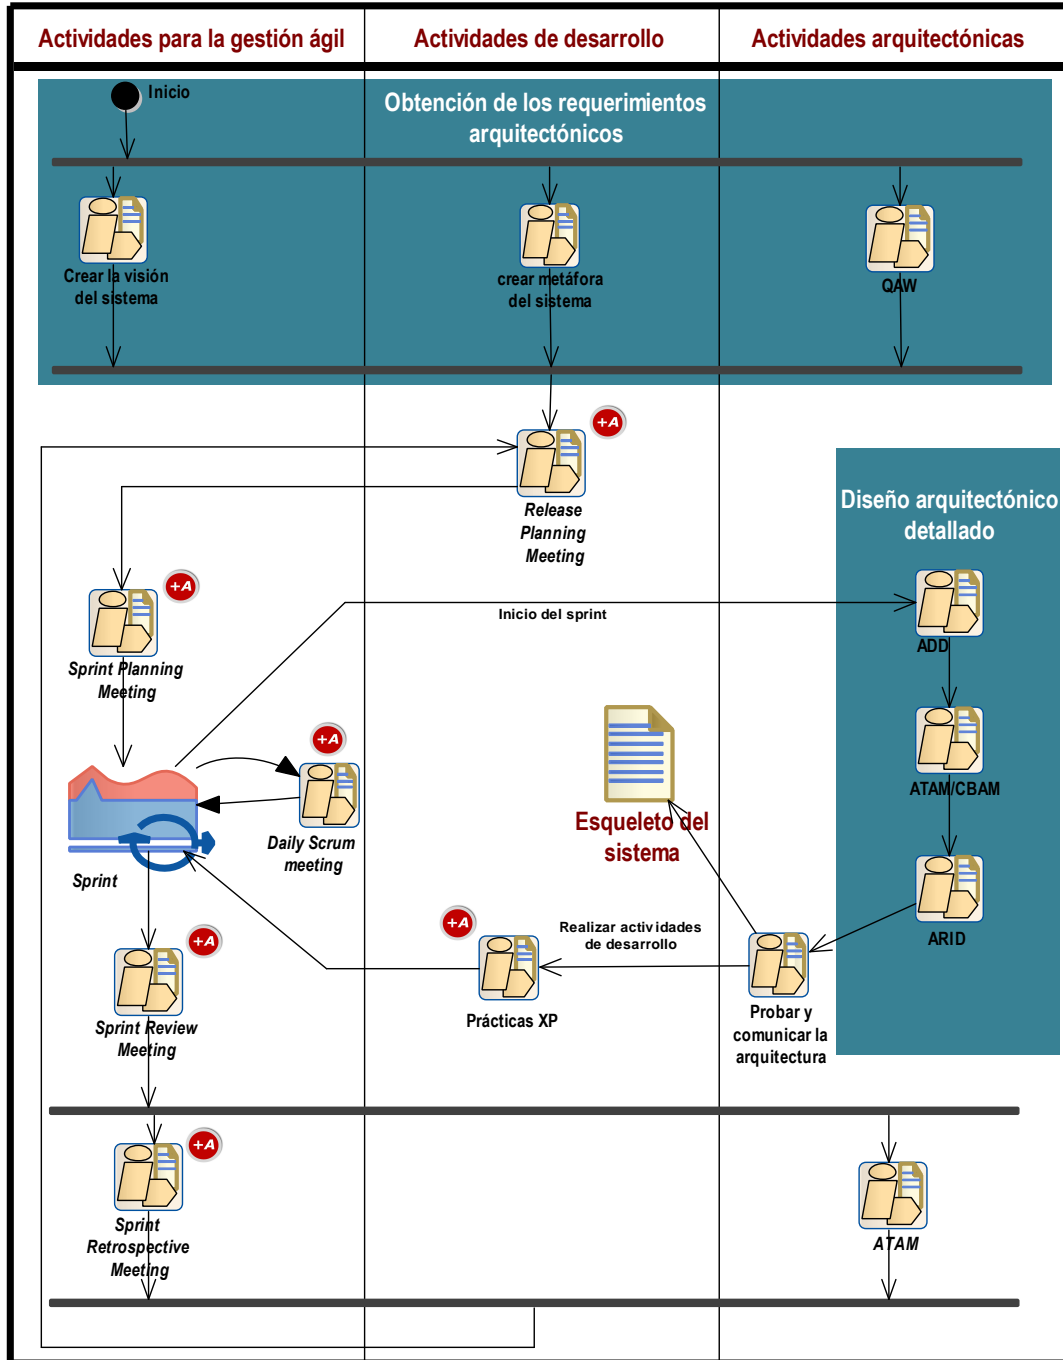 Actividades para la gestión ágil
Actividades de desarrollo
Actividades arquitectónicas
Inicio
Obtención de los requerimientos
arquitectónicos
Crear la visión
del sistema
crear metáfora
del sistema
QAW
+A
Release
Planning
Meeting
Diseño arquitectónico
detallado
+A
Sprint Planning
Meeting
Inicio del sprint
ADD
+A
Daily Scrum
meeting
Sprint
Esqueleto del
sistema
ATAM/CBAM
ARID
+A
Prácticas XP
Realizar actividades
de desarrollo
Probar y
comunicar la
arquitectura
+A
Sprint Review
Meeting
+A
Sprint
Retrospective
Meeting
ATAM